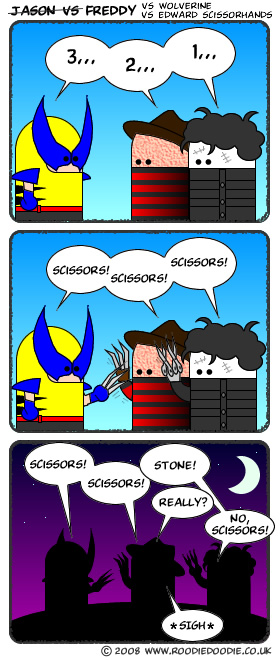 JASON VS FREDDY VS WOLVERINE
VS EDWARD SCISSORHANDS
3,,,
2,,,
1,,,
SCISSORS!
SCISSORS!
SCISSORS!
SCISSORS!
SCISSORS!
STONE!
REALLY?
NO,
SCISSORS!
*SIGH*
© 2008 WWW.ROODIEDOODIE.CO.UK